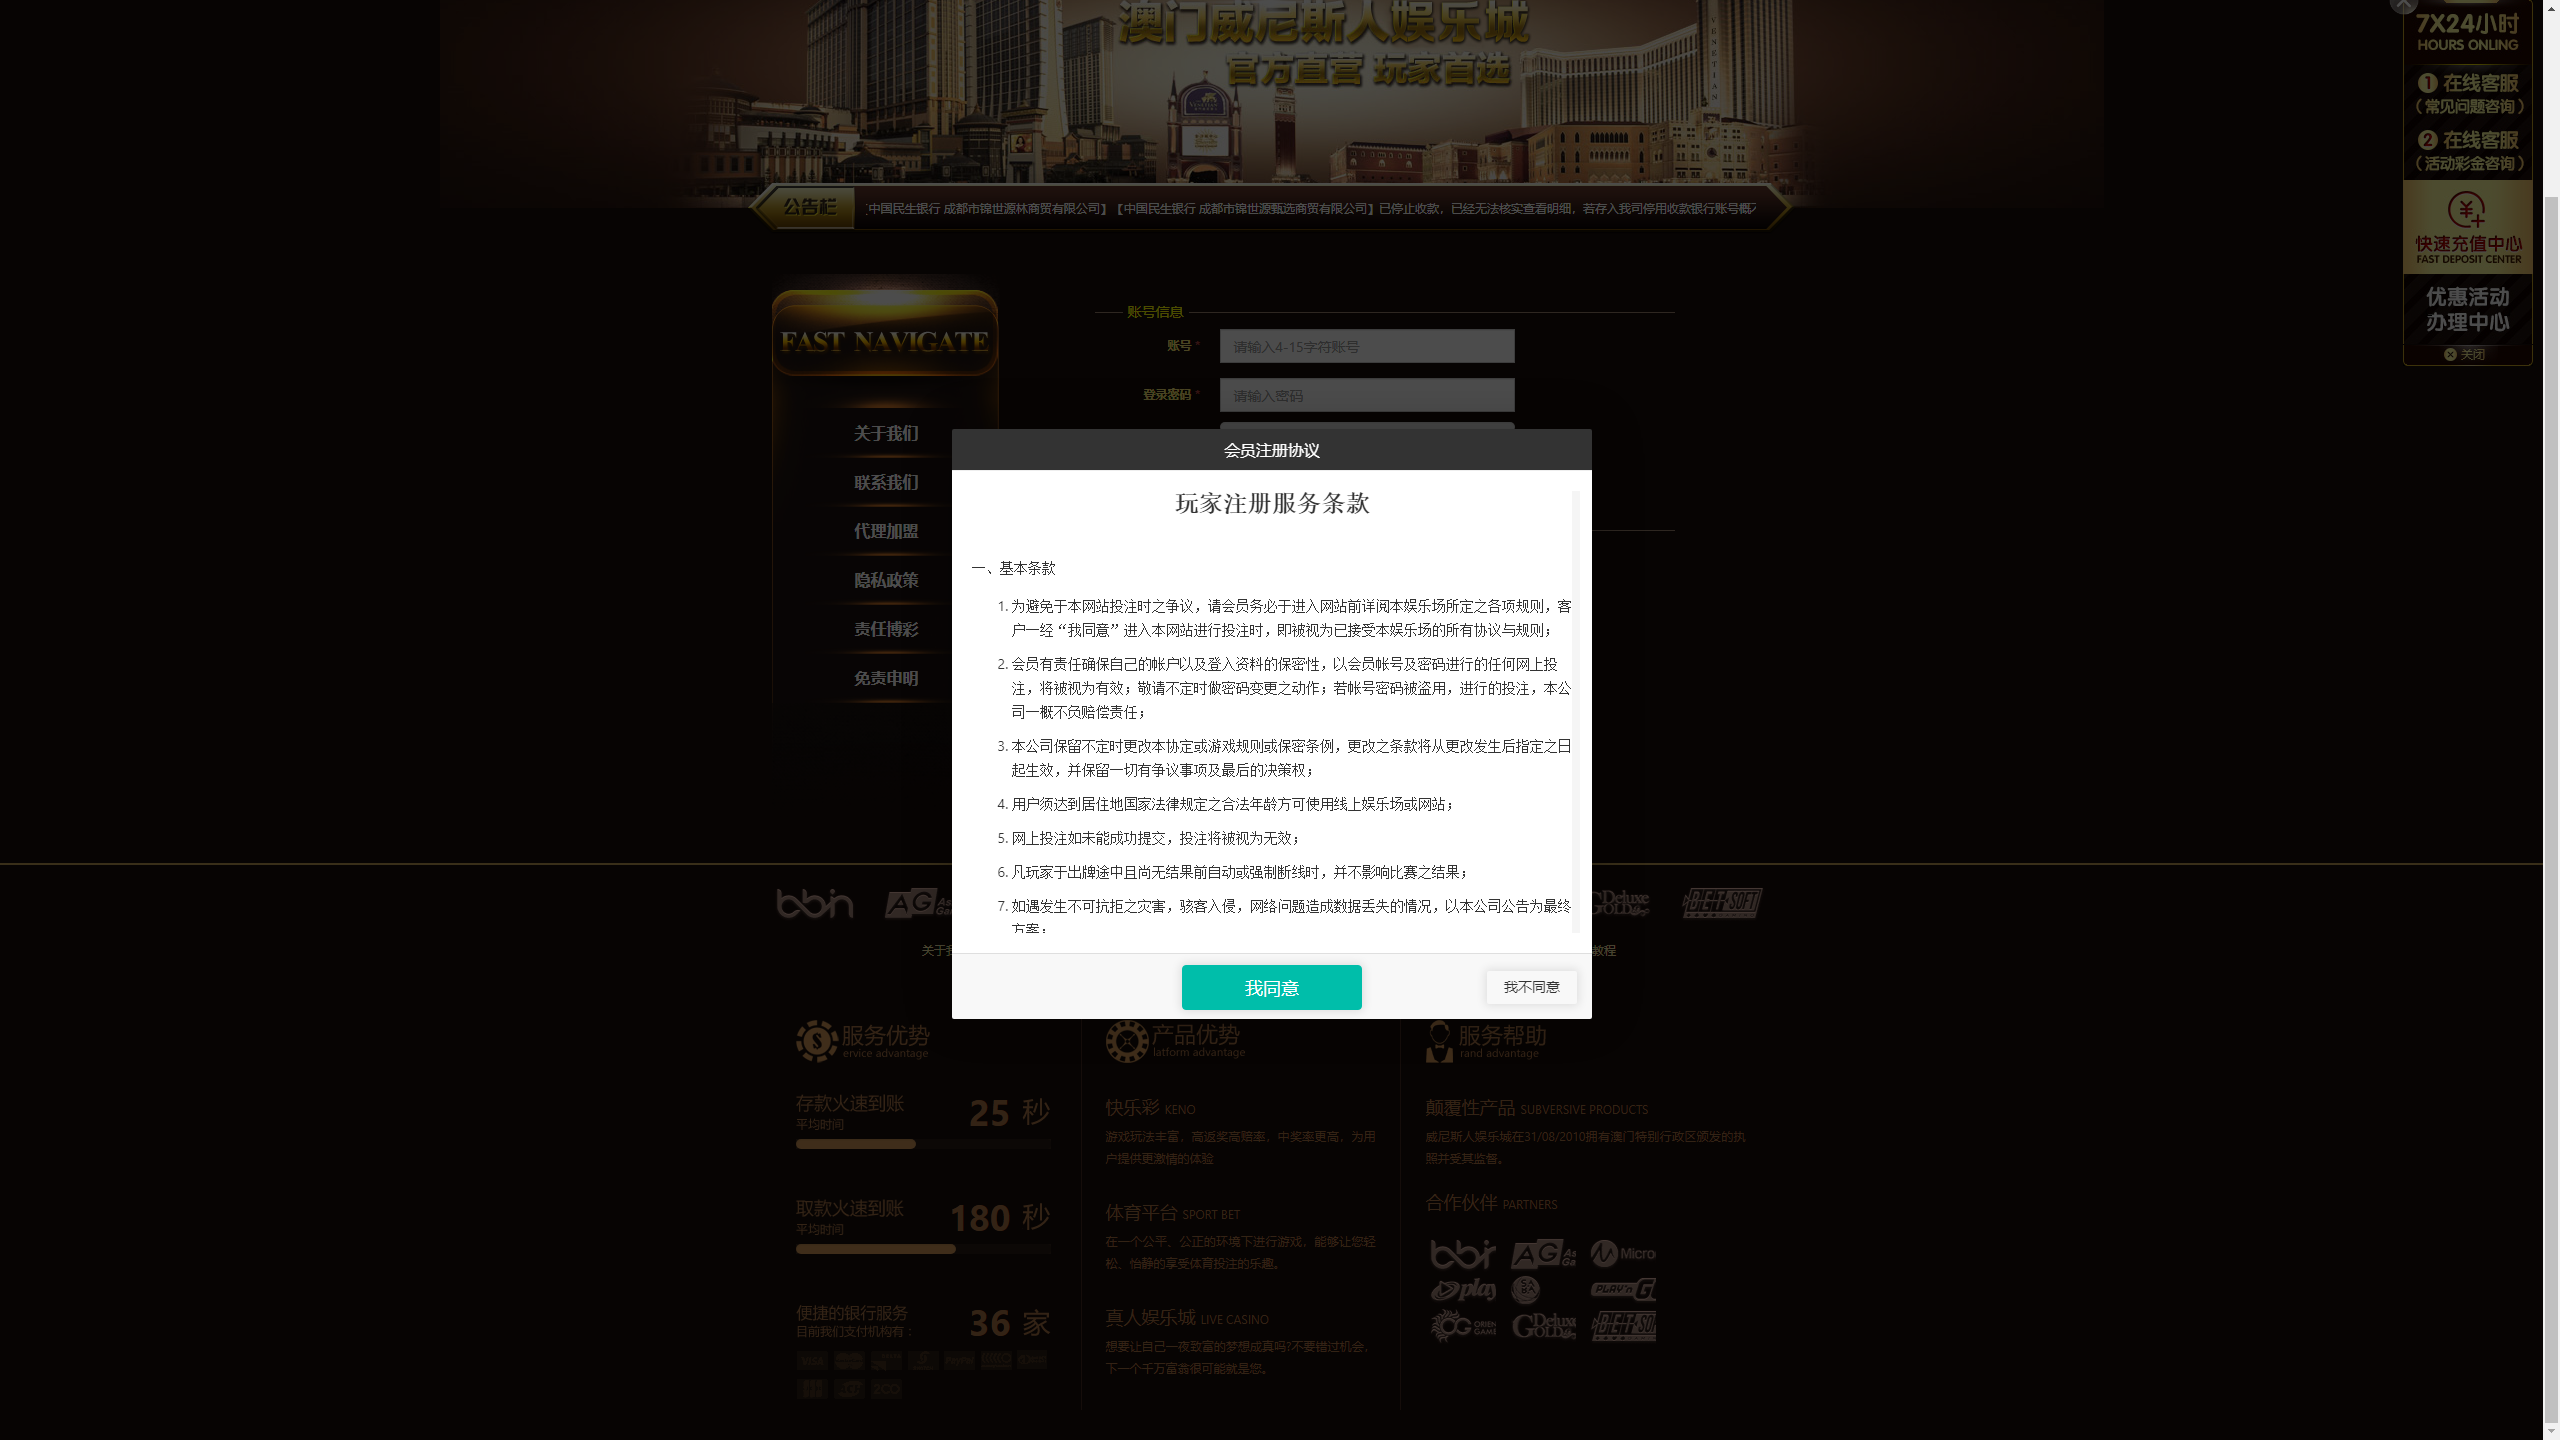 澳门威尼斯人娱乐城
官方直营 玩家首选
7X24小时
HOURS ONLING
1 在线客服
（常见问题咨询）
2 在线客服
（活动彩金咨询）
快速充值中心
FAST DEPOSIT CENTER
优惠活动
办理中心
关闭
公告栏
中国民生银行 成都市锦世源林商贸有限公司】【中国民生银行 成都市锦世源甄选商贸有限公司】已停止收款，已经无法核实查看明细，若存入我司停用收款银行账号概
FAST NAVIGATE
关于我们
联系我们
代理加盟
隐私政策
责任博彩
免责申明
账号信息
账号 *
请输入4-15字符账号
登录密码 *
请输入密码
会员注册协议
玩家注册服务条款
一、基本条款
1. 为避免于本网站投注时之争议，请会员务必于进入网站前详阅本娱乐场所定之各项规则，客
户一经“我同意”进入本网站进行投注时，即被视为已接受本娱乐场的所有协议与规则；
2. 会员有责任确保自己的帐户以及登入资料的保密性，以会员帐号及密码进行的任何网上投
注，将被视为有效；敬请不定时做密码变更之动作；若帐号密码被盗用，进行的投注，本公
司一概不负赔偿责任；
3. 本公司保留不定时更改本协定或游戏规则或保密条例，更改之条款将从更改发生后指定之日
起生效，并保留一切有争议事项及最后的决策权；
4. 用户须达到居住地国家法律规定之合法年龄方可使用线上娱乐场或网站；
5. 网上投注如未能成功提交，投注将被视为无效；
6. 凡玩家于出牌途中且尚无结果前自动或强制断线时，并不影响比赛之结果；
7. 如遇发生不可抗拒之灾害，骇客入侵，网络问题造成数据丢失的情况，以本公司公告为最终
方案；
我同意
我不同意
bbin
AG
Deluxe
GOLD
BETSOFT
关于
教程
服务优势
ervice advantage
存款火速到账
平均时间
25 秒
取款火速到账
平均时间
180 秒
便捷的银行服务
目前我们支付机构有：
36 家
产品优势
latform advantage
快乐彩 KENO
游戏玩法丰富，高返奖高赔率，中奖率更高，为用
户提供更激情的体验
体育平台 SPORT BET
在一个公平、公正的环境下进行游戏，能够让您轻
松、怡静的享受体育投注的乐趣。
真人娱乐城 LIVE CASINO
想要让自己一夜致富的梦想成真吗?不要错过机会，
下一个千万富翁很可能就是您。
服务帮助
rand advantage
颠覆性产品 SUBVERSIVE PRODUCTS
威尼斯人娱乐城在31/08/2010拥有澳门特别行政区颁发的执
照并受其监督。
合作伙伴 PARTNERS
AG
Micro
play
PLAY'n G
OG ORIEN
GAME
GOLD